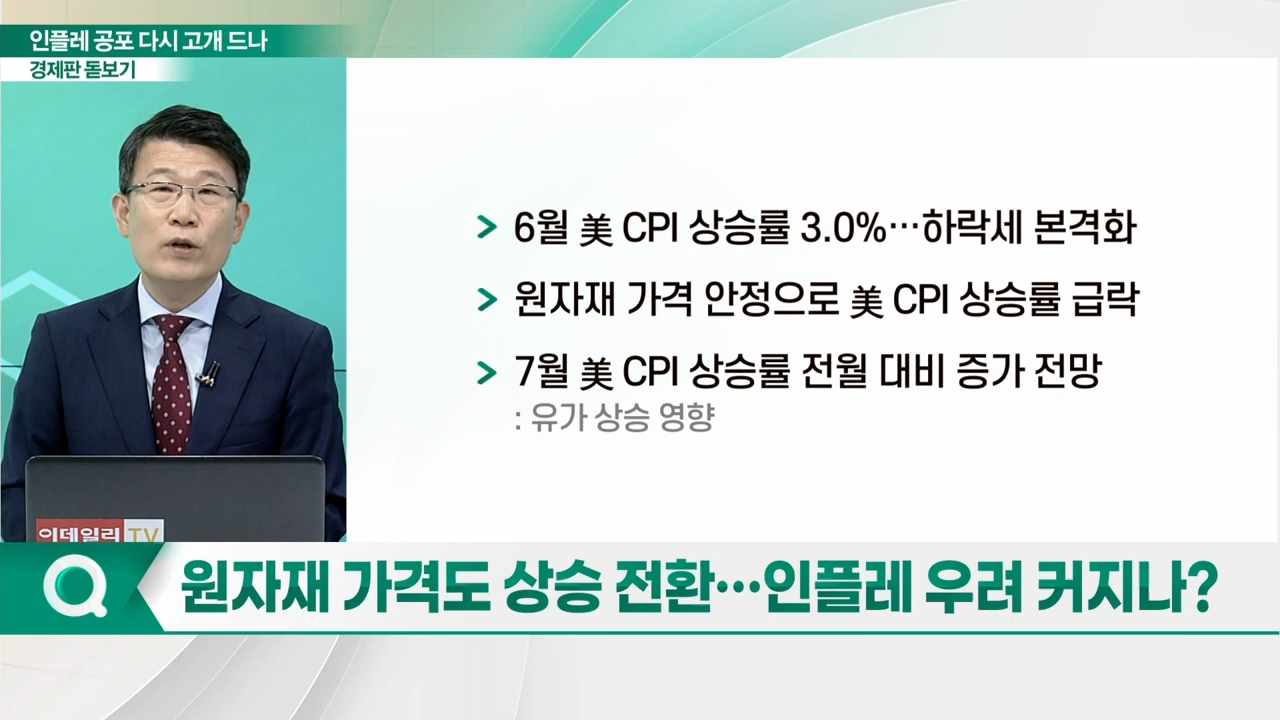 인플레 공포 다시 고개 드나
경제판 돋보기
> 6월 美 CPI 상승률 3.0%…하락세 본격화
> 원자재 가격 안정으로 美 CPI 상승률 급락
> 7월 美 CPI 상승률 전월 대비 증가 전망
: 유가 상승 영향
이데일리 TV
원자재 가격도 상승 전환…인플레 우려 커지나?